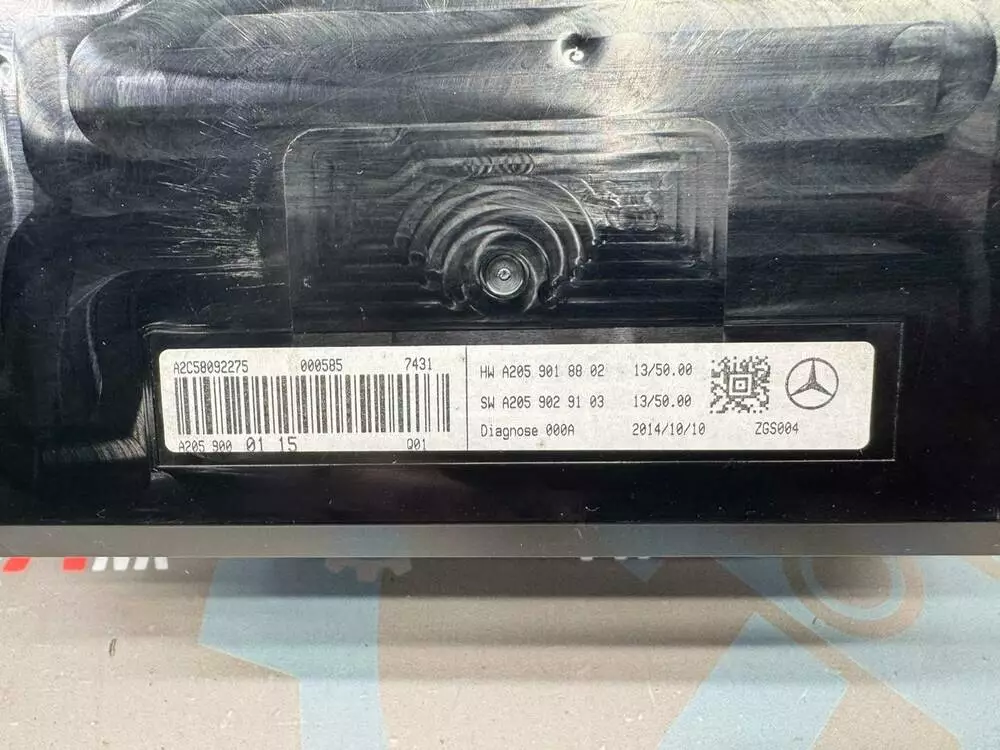 A2C58092275 000585 7431
A205 900 01 15 Q01
HW A205 901 88 02 13/50.00
SW A205 902 91 03 13/50.00
Diagnose 000A 2014/10/10 ZGS004